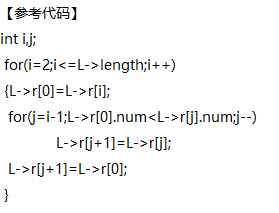 【参考代码】
int i,j;
for(i=2;i<=L->length;i++)
{L->r[0]=L->r[i];
for(j=i-1;L->r[0].num<L->r[j].num;j--)
L->r[j+1]=L->r[j];
L->r[j+1]=L->r[0];
}